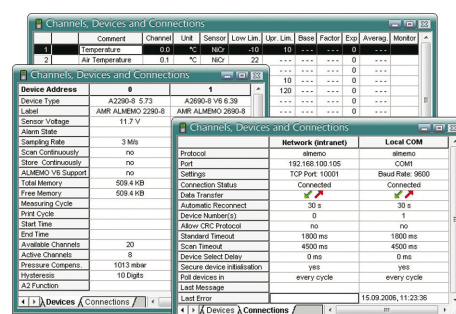 Channels, Devices and Connections
Comment Channel Unit Sensor Low Lim. Upr. Lim. Base Factor Exp Averag. Monitor
1 Temperature 0.0 °C NiCr -10 10 --- --- 0 ---
2 Air Temperature 0.1 °C NiCr 22 --- --- --- 0 ---
--- --- --- 0 ---
10 --- --- 0 ---
120 --- --- 0 ---
Channels, Devices and Connections
Device Address 0 1
Device Type A2290-8 5.73 A2690-8 V6 6.39
Label AMR ALMEMO 2290-8 AMR ALMEMO 2690-8
Sensor Voltage 11.7 V
Alarm State
Sampling Rate 3 M/s
Scan Continuously no
Store Continuously no
ALMEMO V6 Support no
Total Memory 509.4 KB
Free Memory 509.4 KB
Measuring Cycle
Print Cycle
Start Time
End Time
Available Channels 20
Active Channels 8
Pressure Compens. 1013 mbar
Hysteresis 10 Digits
A2 Function
Devices Connections
Channels, Devices and Connections
Network (intranet) Local COM
Protocol almemo almemo
Port 192.168.100.105 COM1
Settings TCP Port: 10001 Baud Rate: 9600
Connection Status Connected Connected
Data Transfer
Automatic Reconnect 30 s 30 s
Device Number(s) 0 1
Allow CRC Protocol no no
Standard Timeout 1800 ms 1800 ms
Scan Timeout 4500 ms 4500 ms
Device Select Delay 0 ms 0 ms
Secure device initialisation yes yes
Poll devices in every cycle every cycle
Last Message
Last Error 15.09.2006, 11:23:36
Devices Connections